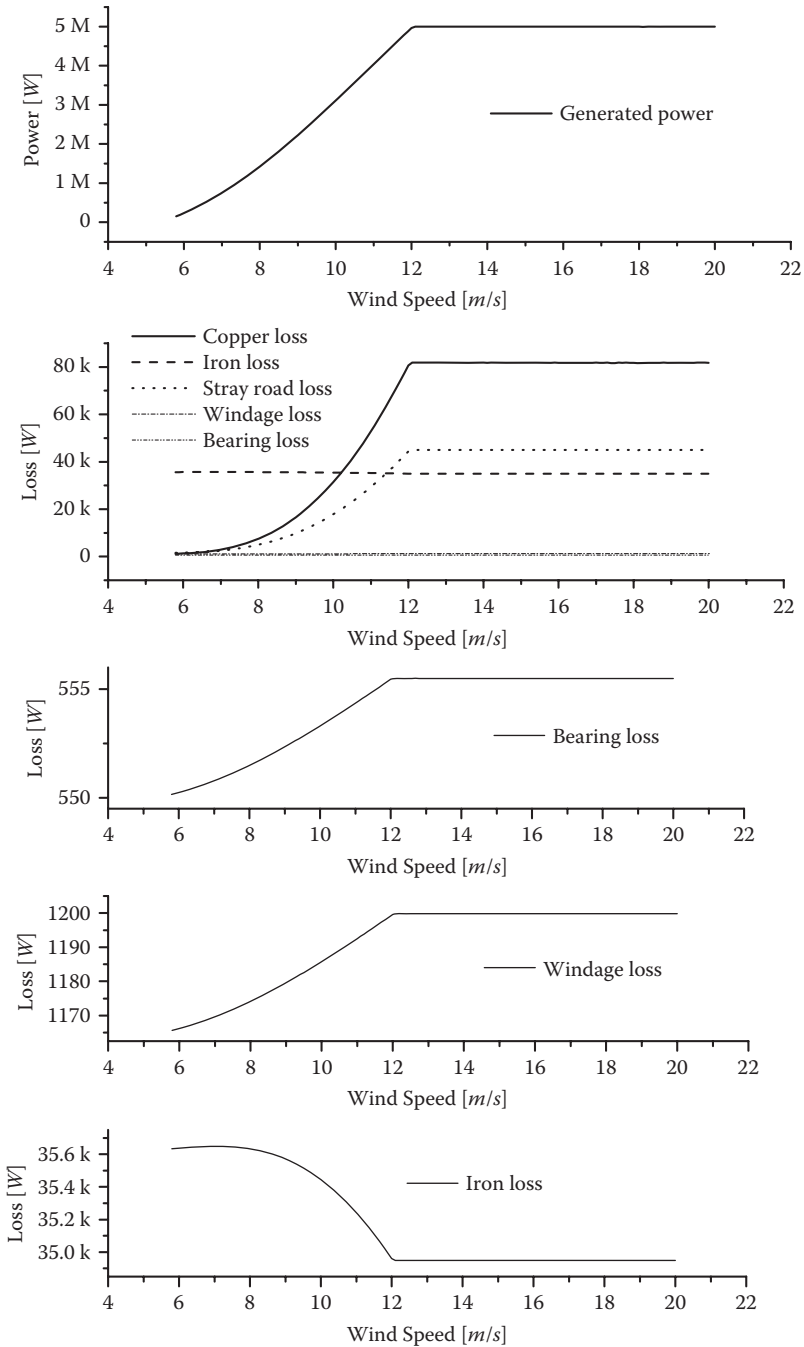 5 M
4 M
3 M
2 M
1 M
0
Power [W]
Generated power
4 6 8 10 12 14 16 18 20 22
Wind Speed [m/s]
Copper loss
Iron loss
Stray road loss
Windage loss
Bearing loss
80 k
60 k
40 k
20 k
0
Loss [W]
4 6 8 10 12 14 16 18 20 22
Wind Speed [m/s]
555
550
Loss [W]
Bearing loss
4 6 8 10 12 14 16 18 20 22
Wind Speed [m/s]
1200
1190
1180
1170
Loss [W]
Windage loss
4 6 8 10 12 14 16 18 20 22
Wind Speed [m/s]
35.6 k
35.4 k
35.2 k
35.0 k
Loss [W]
Iron loss
4 6 8 10 12 14 16 18 20 22
Wind Speed [m/s]